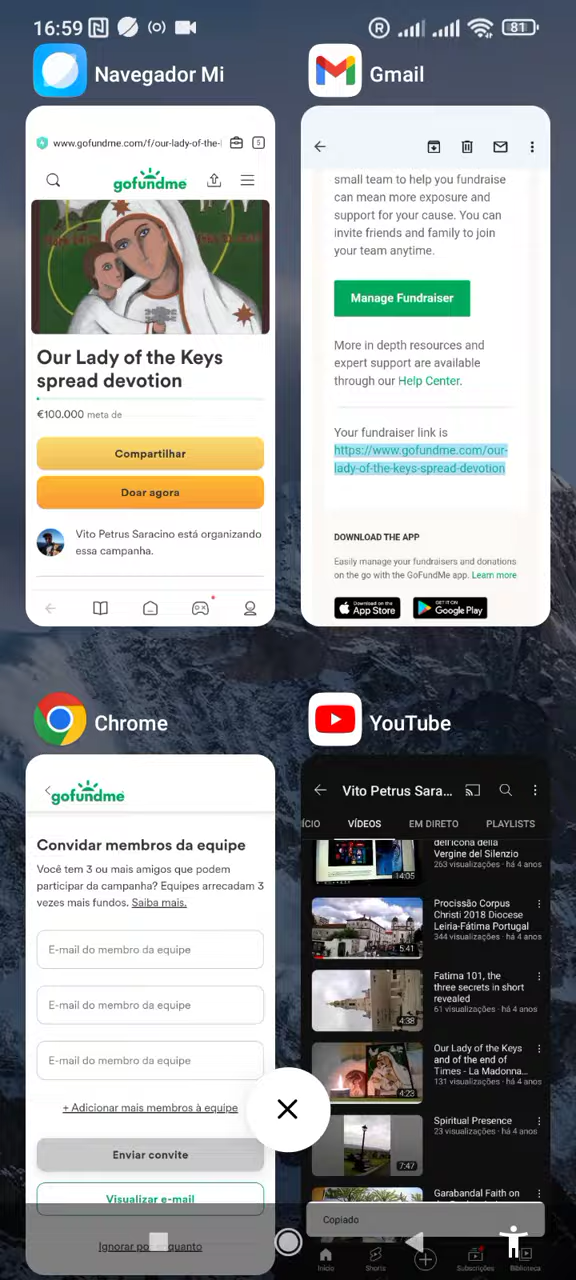 16:59
81
Navegador Mi
Gmail
www.gofundme.com/f/our-lady-of-the-
5
gofundme
Our Lady of the Keys
spread devotion
€100.000 meta de
Compartilhar
Doar agora
Vito Petrus Saracino está organizando
essa campanha.
small team to help you fundraise
can mean more exposure and
support for your cause. You can
invite friends and family to join
your team anytime.
Manage Fundraiser
More in depth resources and
expert support are available
through our Help Center.
Your fundraiser link is
https://www.gofundme.com/our-
lady-of-the-keys-spread-devotion
DOWNLOAD THE APP
Easily manage your fundraisers and donations
on the go with the GoFundMe app. Learn more
Download on the
App Store
GET IT ON
Google Play
Chrome
YouTube
gofundme
Convidar membros da equipe
Você tem 3 ou mais amigos que podem
participar da campanha? Equipes arrecadam 3
vezes mais fundos. Saiba mais.
E-mail do membro da equipe
E-mail do membro da equipe
E-mail do membro da equipe
+ Adicionar mais membros à equipe
Enviar convite
Visualizar e-mail
Ignorar por enquanto
Vito Petrus Sara...
ÍCIO
VÍDEOS
EM DIRETO
PLAYLISTS
dell'icona della
Vergine del Silenzio
263 visualizações · há 4 anos
14:05
Procissão Corpus
Christi 2018 Diocese
Leiria-Fátima Portugal
344 visualizações · há 4 anos
5:41
Fatima 101, the
three secrets in short
revealed
61 visualizações · há 4 anos
4:38
Our Lady of the Keys
and of the end of
Times - La Madonna...
131 visualizações · há 4 anos
4:23
Spiritual Presence
23 visualizações · há 4 anos
7:47
Garabandal Faith on
Copiado
Início
Shorts
Subscrições
Biblioteca